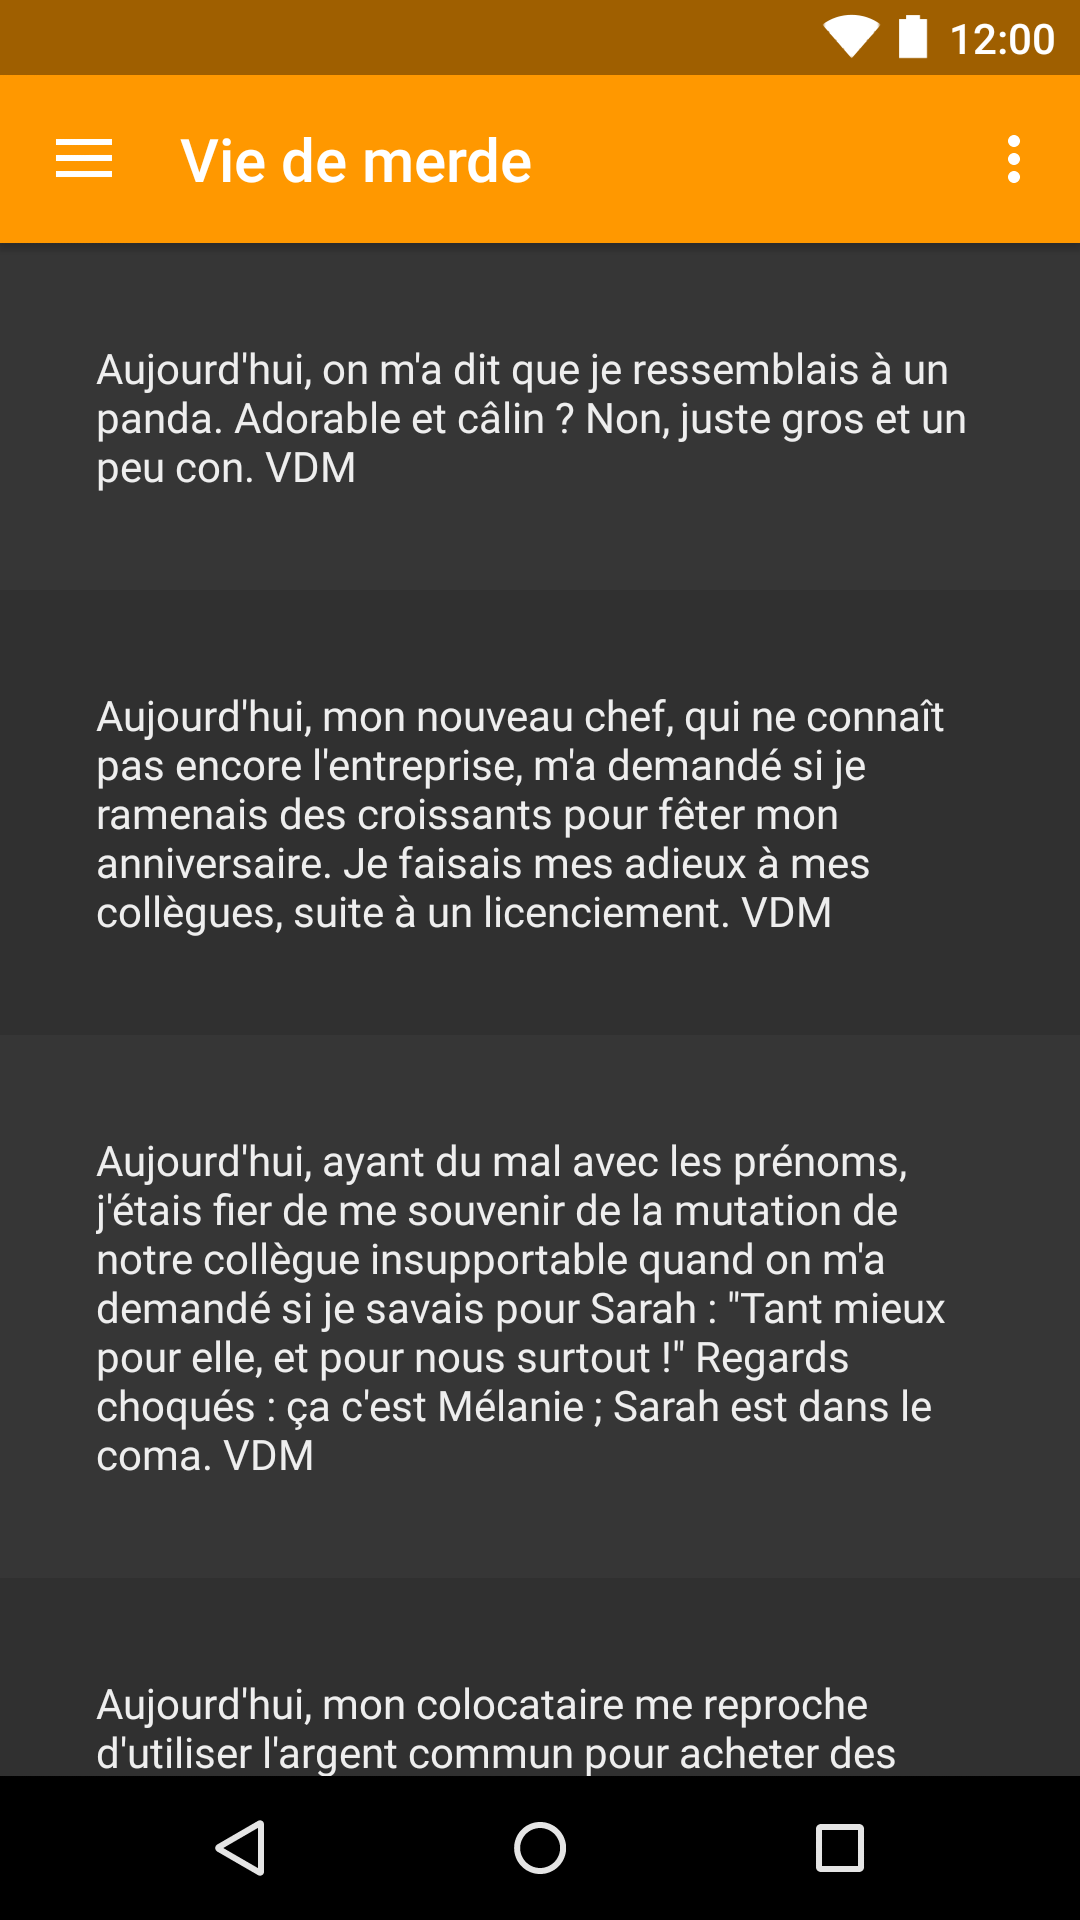 12:00
Vie de merde
Aujourd'hui, on m'a dit que je ressemblais à un
panda. Adorable et câlin ? Non, juste gros et un
peu con. VDM
Aujourd'hui, mon nouveau chef, qui ne connaît
pas encore l'entreprise, m'a demandé si je
ramenais des croissants pour fêter mon
anniversaire. Je faisais mes adieux à mes
collègues, suite à un licenciement. VDM
Aujourd'hui, ayant du mal avec les prénoms,
j'étais fier de me souvenir de la mutation de
notre collègue insupportable quand on m'a
demandé si je savais pour Sarah : "Tant mieux
pour elle, et pour nous surtout !" Regards
choqués : ça c'est Mélanie ; Sarah est dans le
coma. VDM
Aujourd'hui, mon colocataire me reproche
d'utiliser l'argent commun pour acheter des